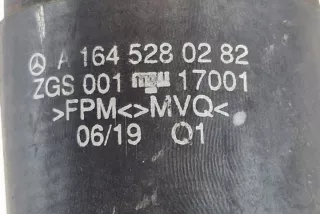 A 164 528 02 82
ZGS 001 17001
>FPM<>MVQ<
06/19 Q1